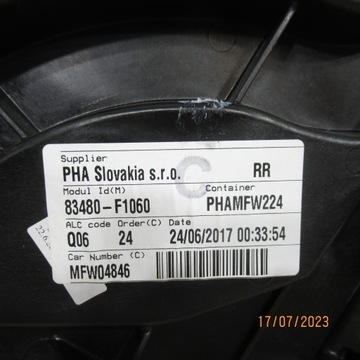 Supplier
PHA Slovakia s.r.o. RR
Modul Id(M) Container
83480-F1060 PHAMFW224
ALC code Order(C) Date
Q06 24 24/06/2017 00:33:54
Car Number (C)
MFW04846
C
17/07/2023